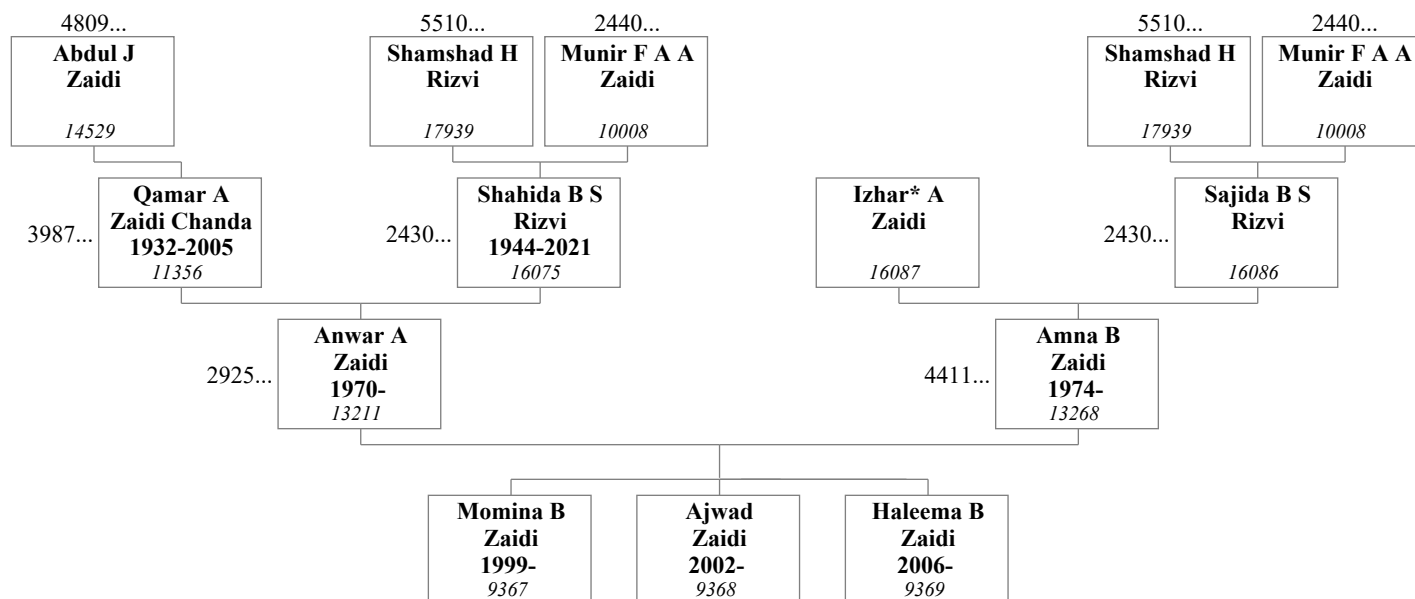 4809...
5510...
2440...
5510...
2440...
Abdul J
Zaidi
14529
Shamshad H
Rizvi
17939
Munir F A A
Zaidi
10008
Shamshad H
Rizvi
17939
Munir F A A
Zaidi
10008
3987...
Qamar A
Zaidi Chanda
1932-2005
11356
2430...
Shahida B S
Rizvi
1944-2021
16075
Izhar* A
Zaidi
16087
2430...
Sajida B S
Rizvi
16086
2925...
Anwar A
Zaidi
1970-
13211
4411...
Amna B
Zaidi
1974-
13268
Momina B
Zaidi
1999-
9367
Ajwad
Zaidi
2002-
9368
Haleema B
Zaidi
2006-
9369